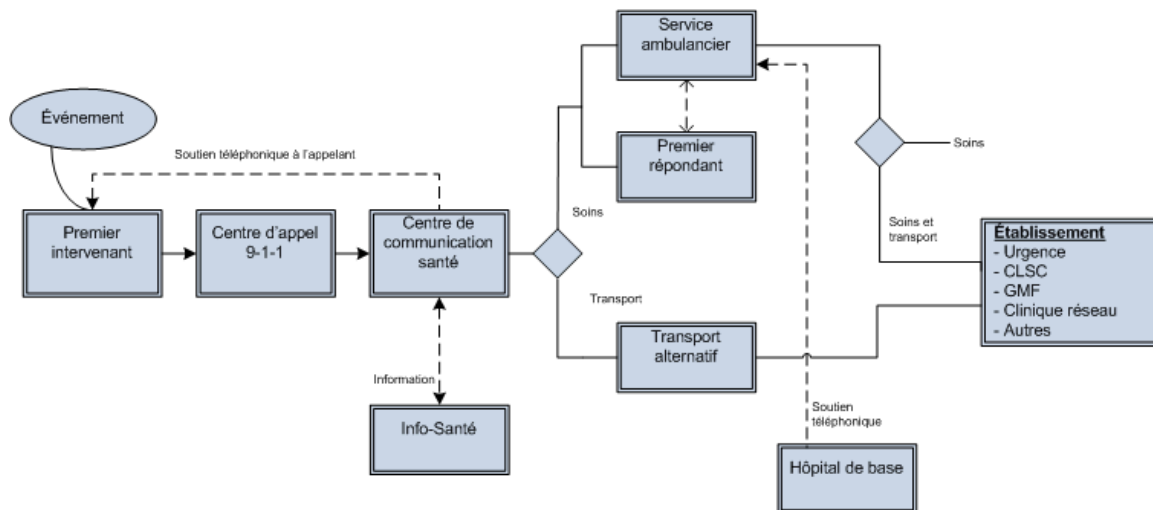 Service
ambulancier
Événement
Soutien téléphonique à l'appelant
Premier
répondant
Soins
Soins
Premier
intervenant
Centre d'appel
9-1-1
Centre de
communication
santé
Soins et
transport
Établissement
- Urgence
- CLSC
- GMF
- Clinique réseau
- Autres
Transport
Transport
alternatif
Information
Info-Santé
Soutien
téléphonique
Hôpital de base